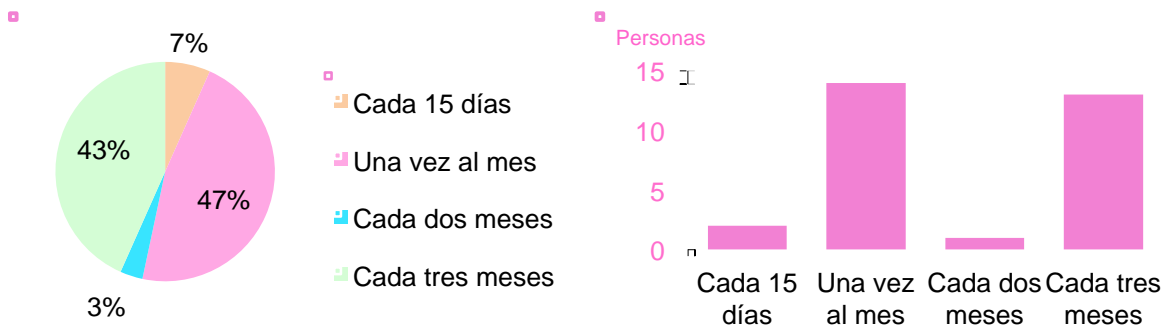 7%
43%
47%
3%
Cada 15 días
Una vez al mes
Cada dos meses
Cada tres meses
Personas
15
10
5
0
Cada 15 días
Una vez al mes
Cada dos meses
Cada tres meses